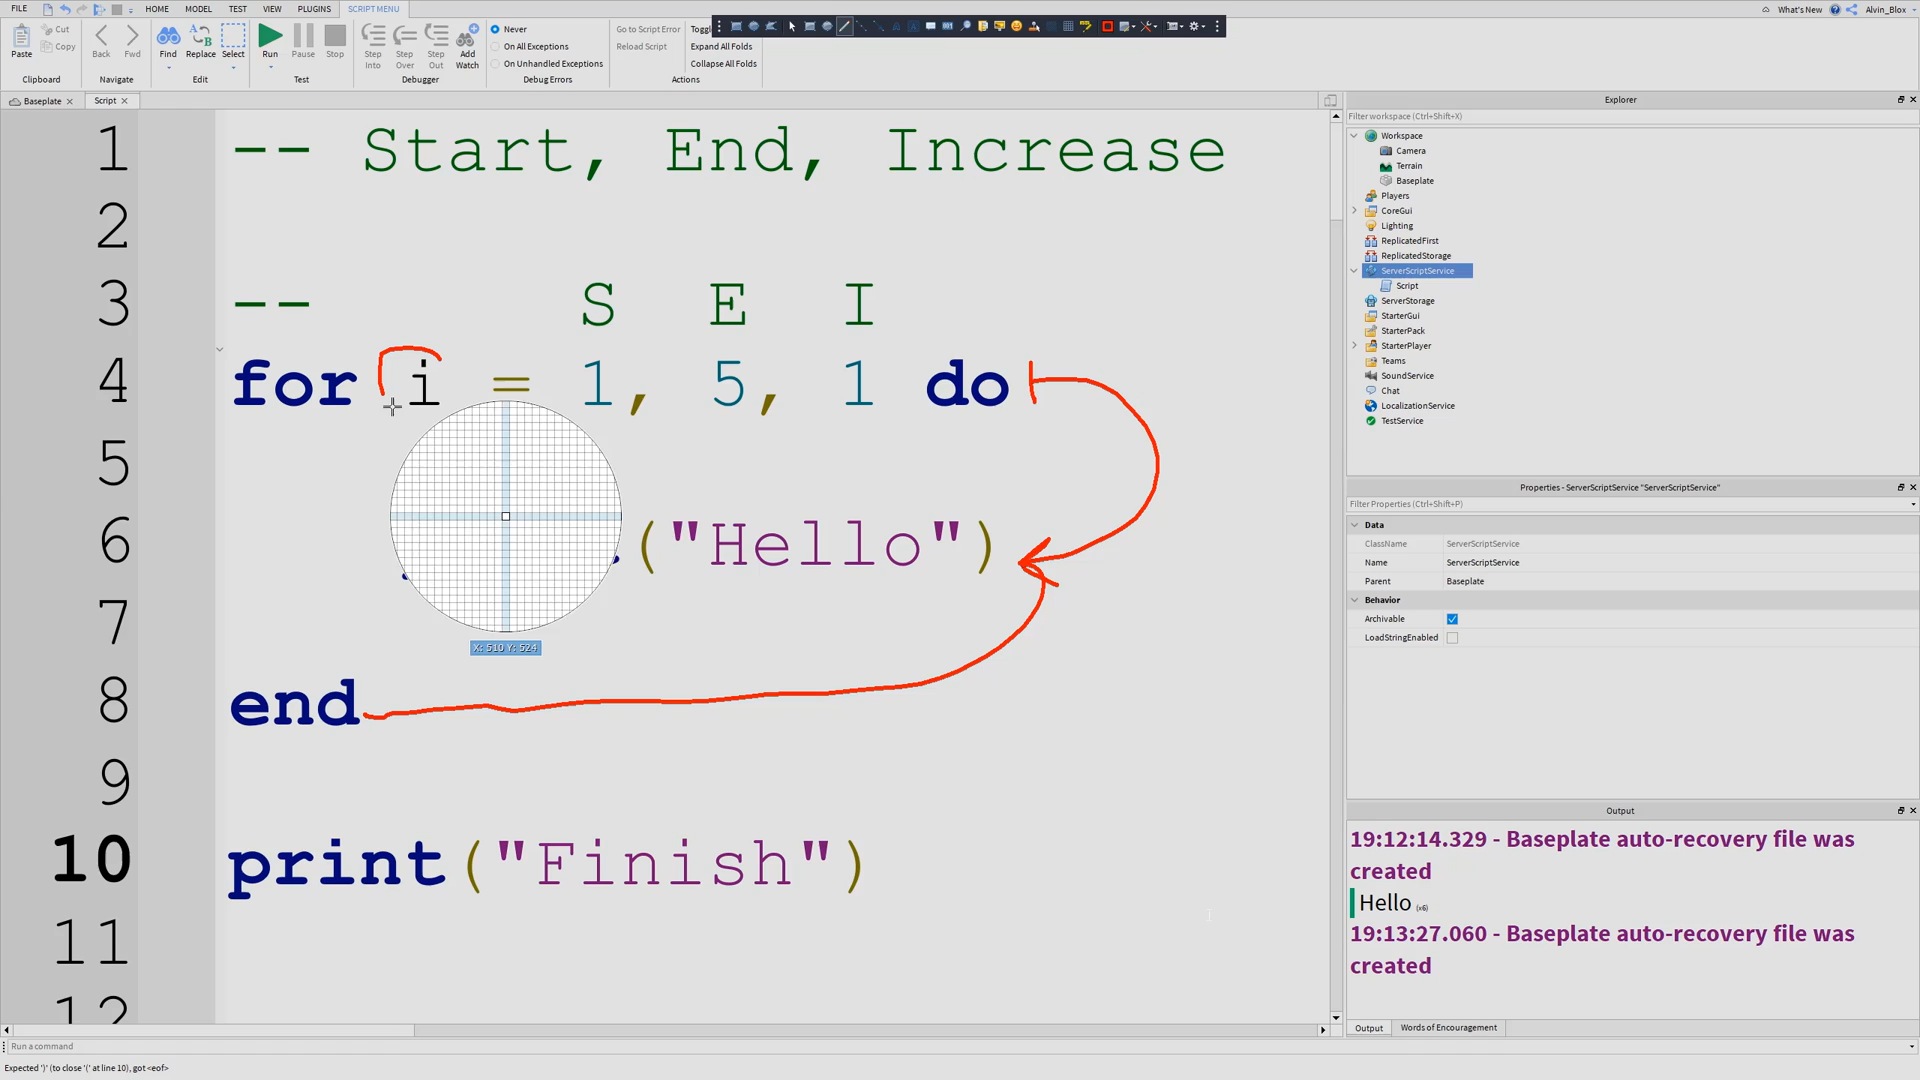 FILE HOME MODEL TEST VIEW PLUGINS SCRIPT MENU What's New Alvin_Blox
Paste Cut Copy Clipboard
Back Fwd Navigate
Find Replace Select Edit
Run Pause Stop Test
Step Into Step Over Step Out Add Watch Debugger
Never
On All Exceptions
On Unhandled Exceptions
Debug Errors
Go to Script Error
Reload Script
Expand All Folds
Collapse All Folds
Actions
Baseplate Script
1 -- Start, End, Increase
2
3 -- S E I
4 for i = 1, 5, 1 do
5
6 ("Hello")
7
8 end
9
10 print("Finish")
11
12
X: 510 Y: 524
Explorer
Filter workspace (Ctrl+Shift+X)
Workspace
Camera
Terrain
Baseplate
Players
CoreGui
Lighting
ReplicatedFirst
ReplicatedStorage
ServerScriptService
Script
ServerStorage
StarterGui
StarterPack
StarterPlayer
Teams
SoundService
Chat
LocalizationService
TestService
Properties - ServerScriptService "ServerScriptService"
Filter Properties (Ctrl+Shift+P)
Data
ClassName ServerScriptService
Name ServerScriptService
Parent Baseplate
Behavior
Archivable
LoadStringEnabled
Output
19:12:14.329 - Baseplate auto-recovery file was
created
Hello (x6)
19:13:27.060 - Baseplate auto-recovery file was
created
Output Words of Encouragement
Run a command
Expected ')' (to close '(' at line 10), got <eof>